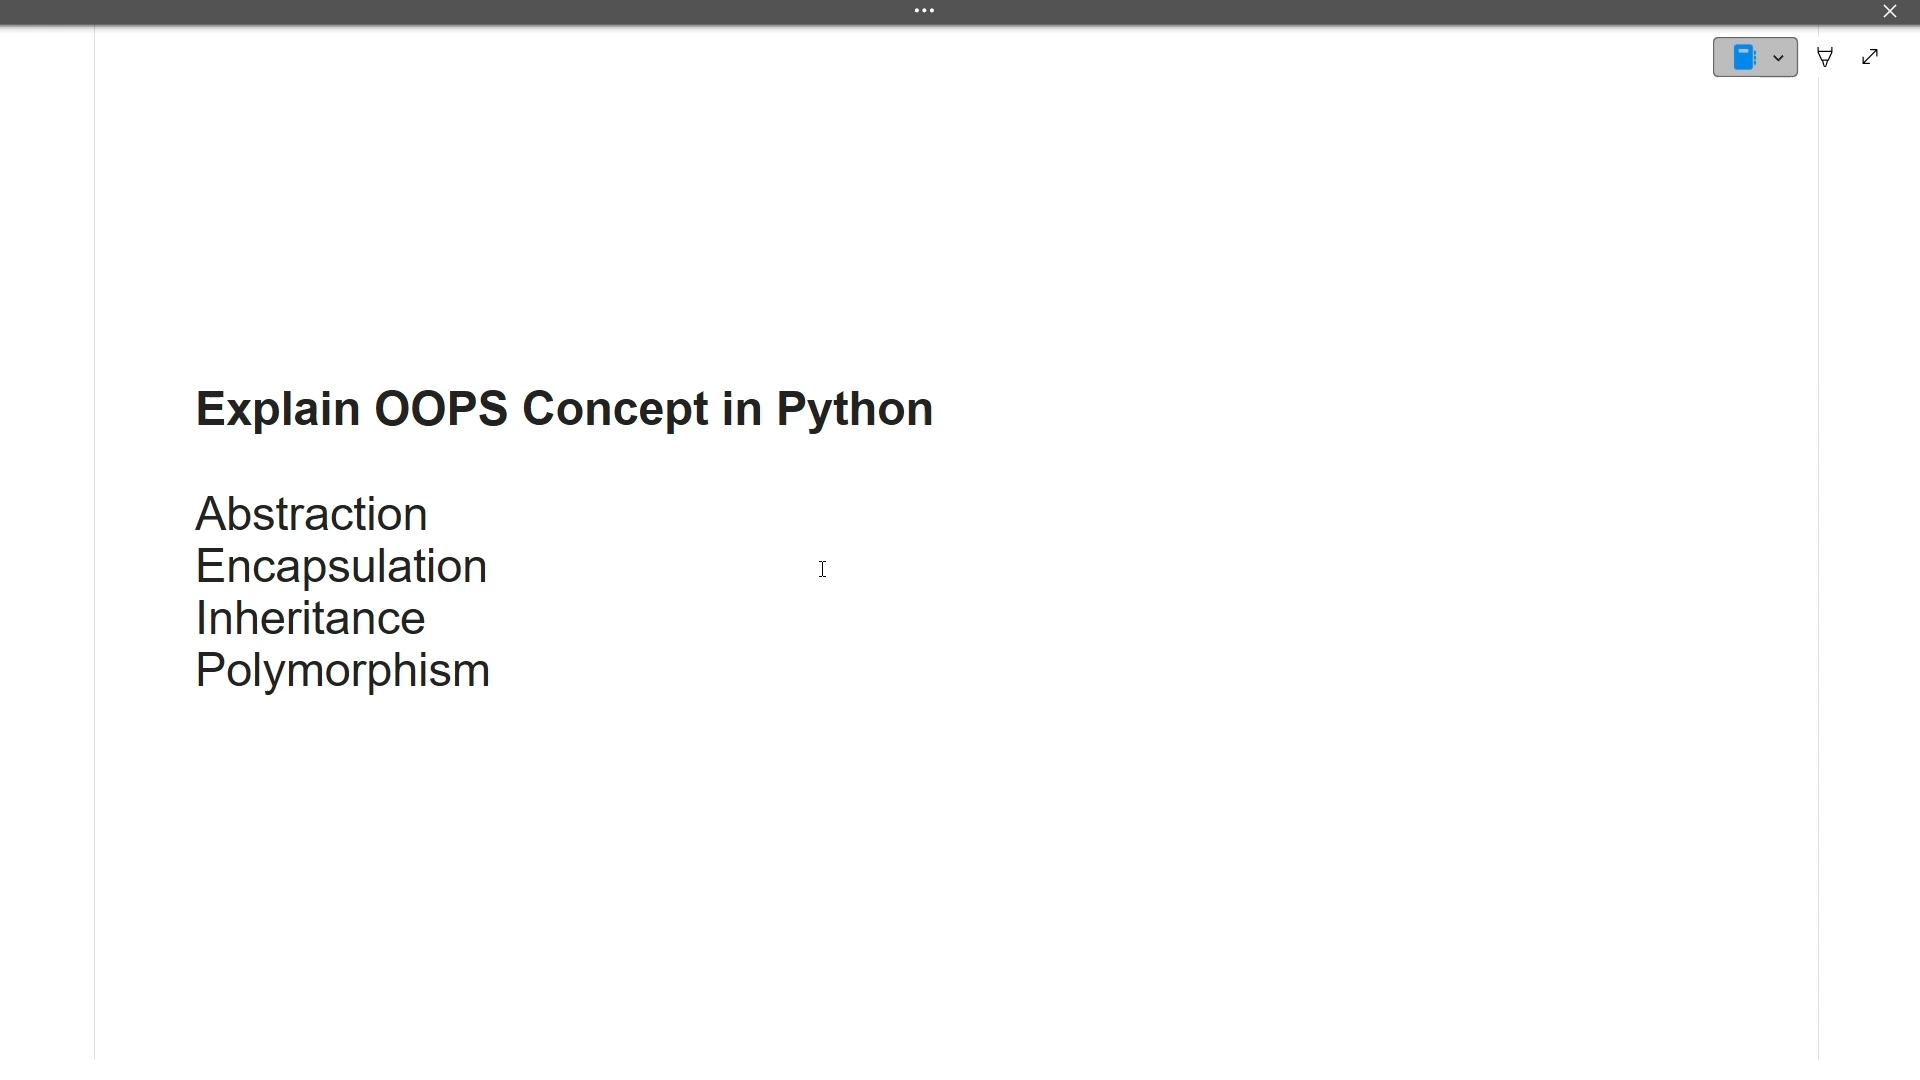 Explain OOPS Concept in Python
Abstraction
Encapsulation
Inheritance
Polymorphism